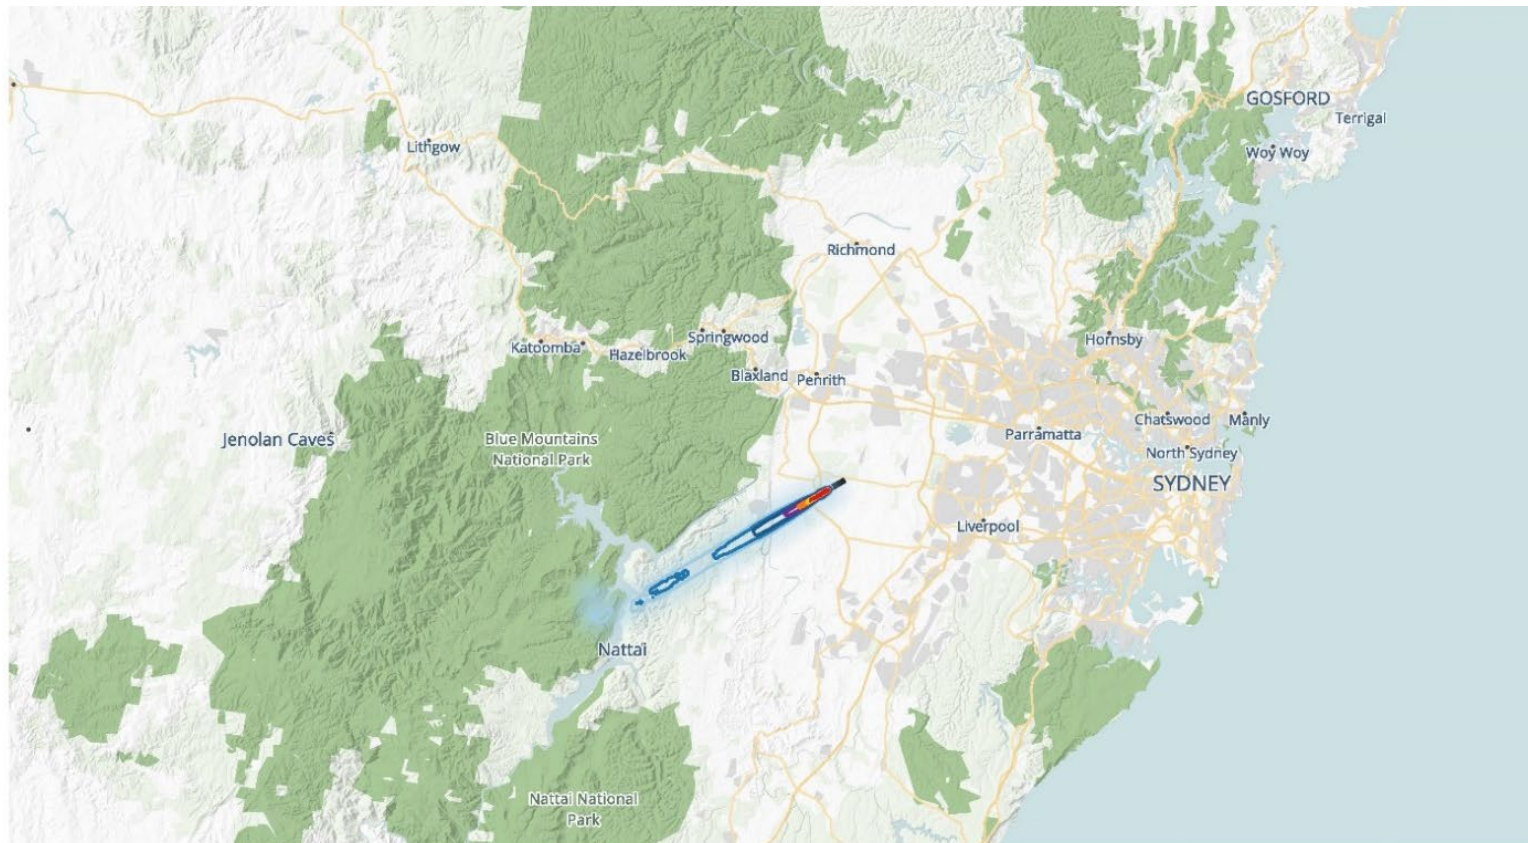 GOSFORD
Terrigal
Lithgow
Woy Woy
Richmond
Springwood
Hornsby
Katoomba
Hazelbrook
Blaxland
Penrith
Chatswood
Manly
Jenolan Caves
Blue Mountains
National Park
Parramatta
North Sydney
SYDNEY
Liverpool
Nattai
Nattai National
Park